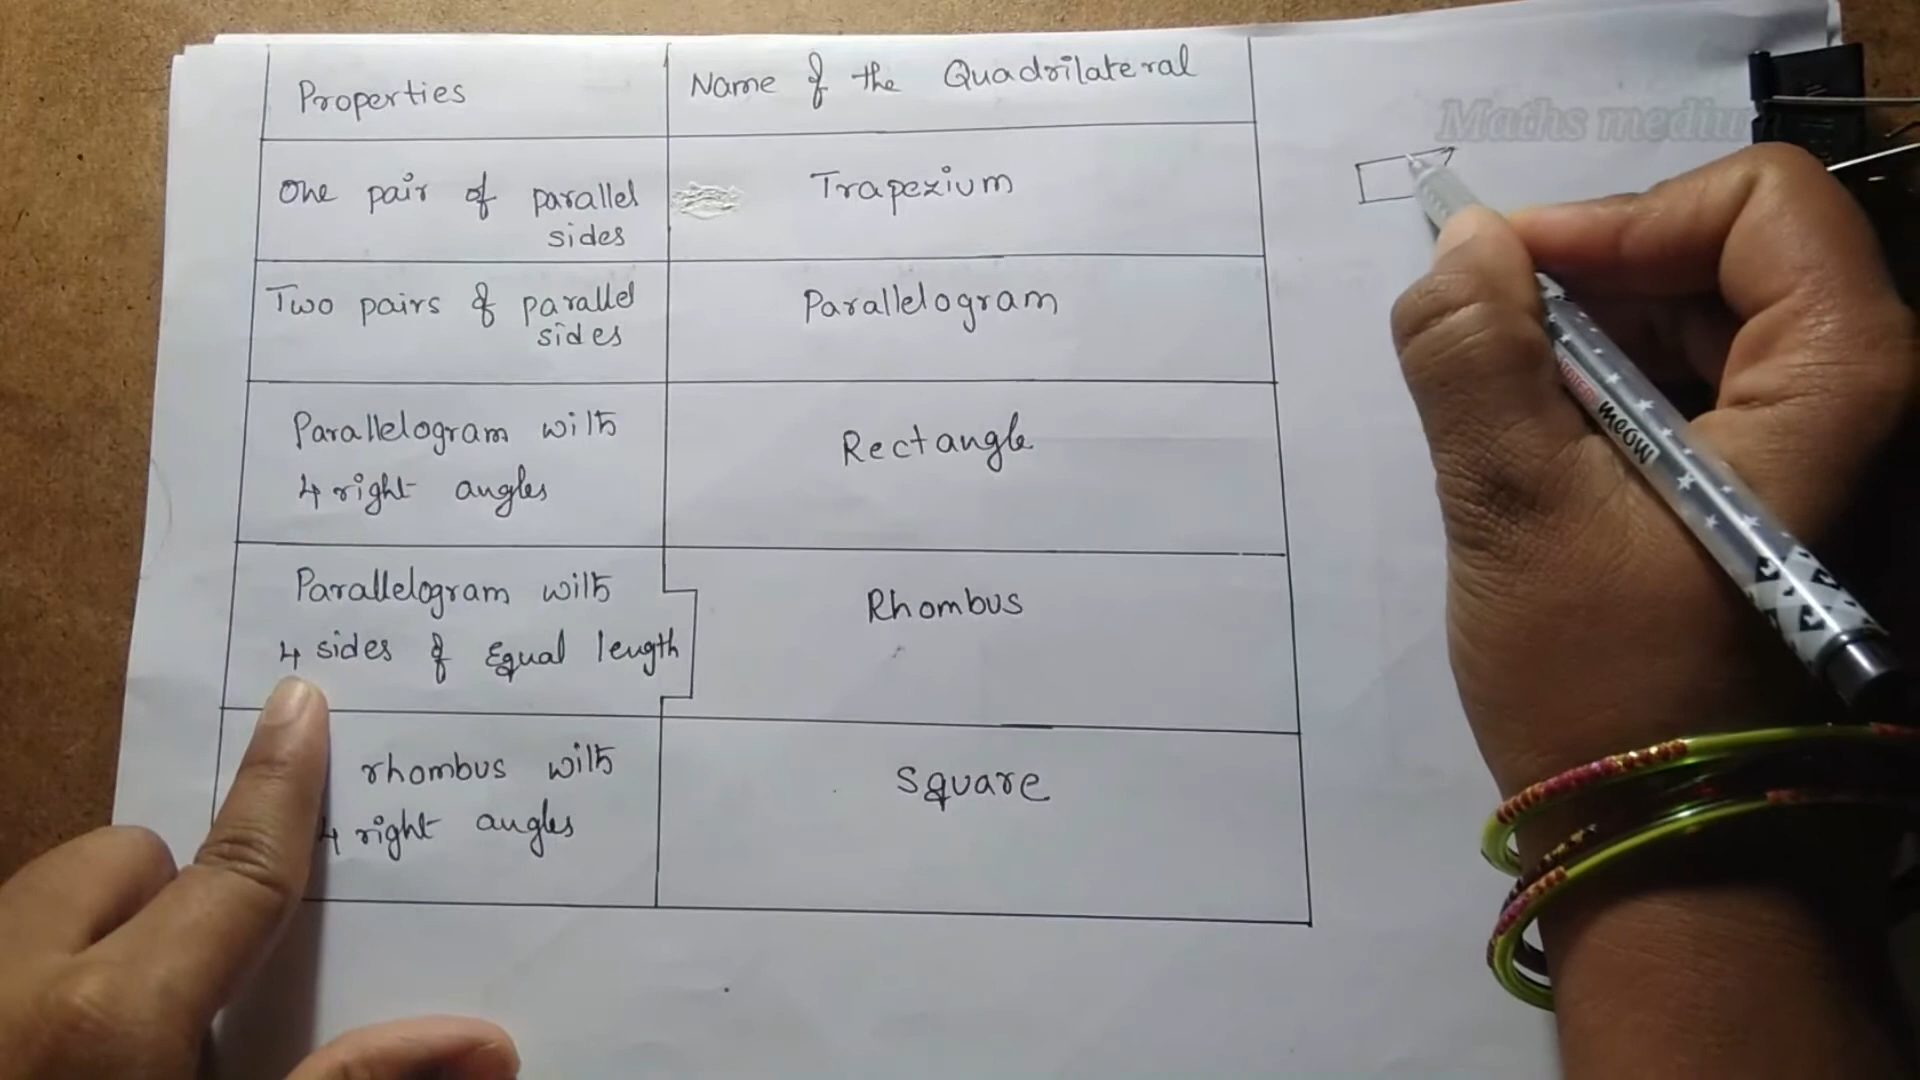 Properties
Name of the Quadrilateral
One pair of parallel
sides
Trapezium
Two pairs of parallel
sides
Parallelogram
Parallelogram with
4 right angles
Rectangle
Parallelogram with
4 sides of Equal length
Rhombus
rhombus with
4 right angles
Square
Maths mediu
meow